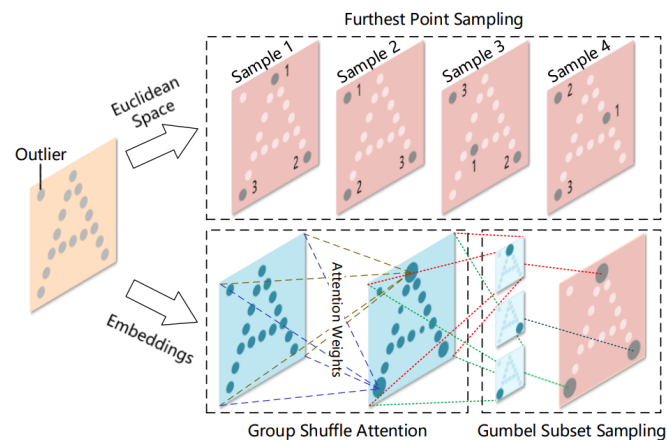 Furthest Point Sampling
Sample 1
Sample 2
Sample 3
Sample 4
1
2
3
1
2
3
3
1
2
2
1
3
Euclidean
Space
Outlier
Embeddings
Attention Weights
Group Shuffle Attention
Gumbel Subset Sampling